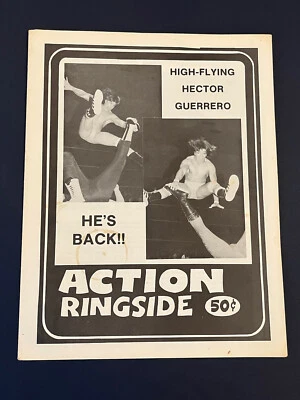 HIGH-FLYING
HECTOR
GUERRERO
HE'S
BACK!!
ACTION
RINGSIDE 50¢